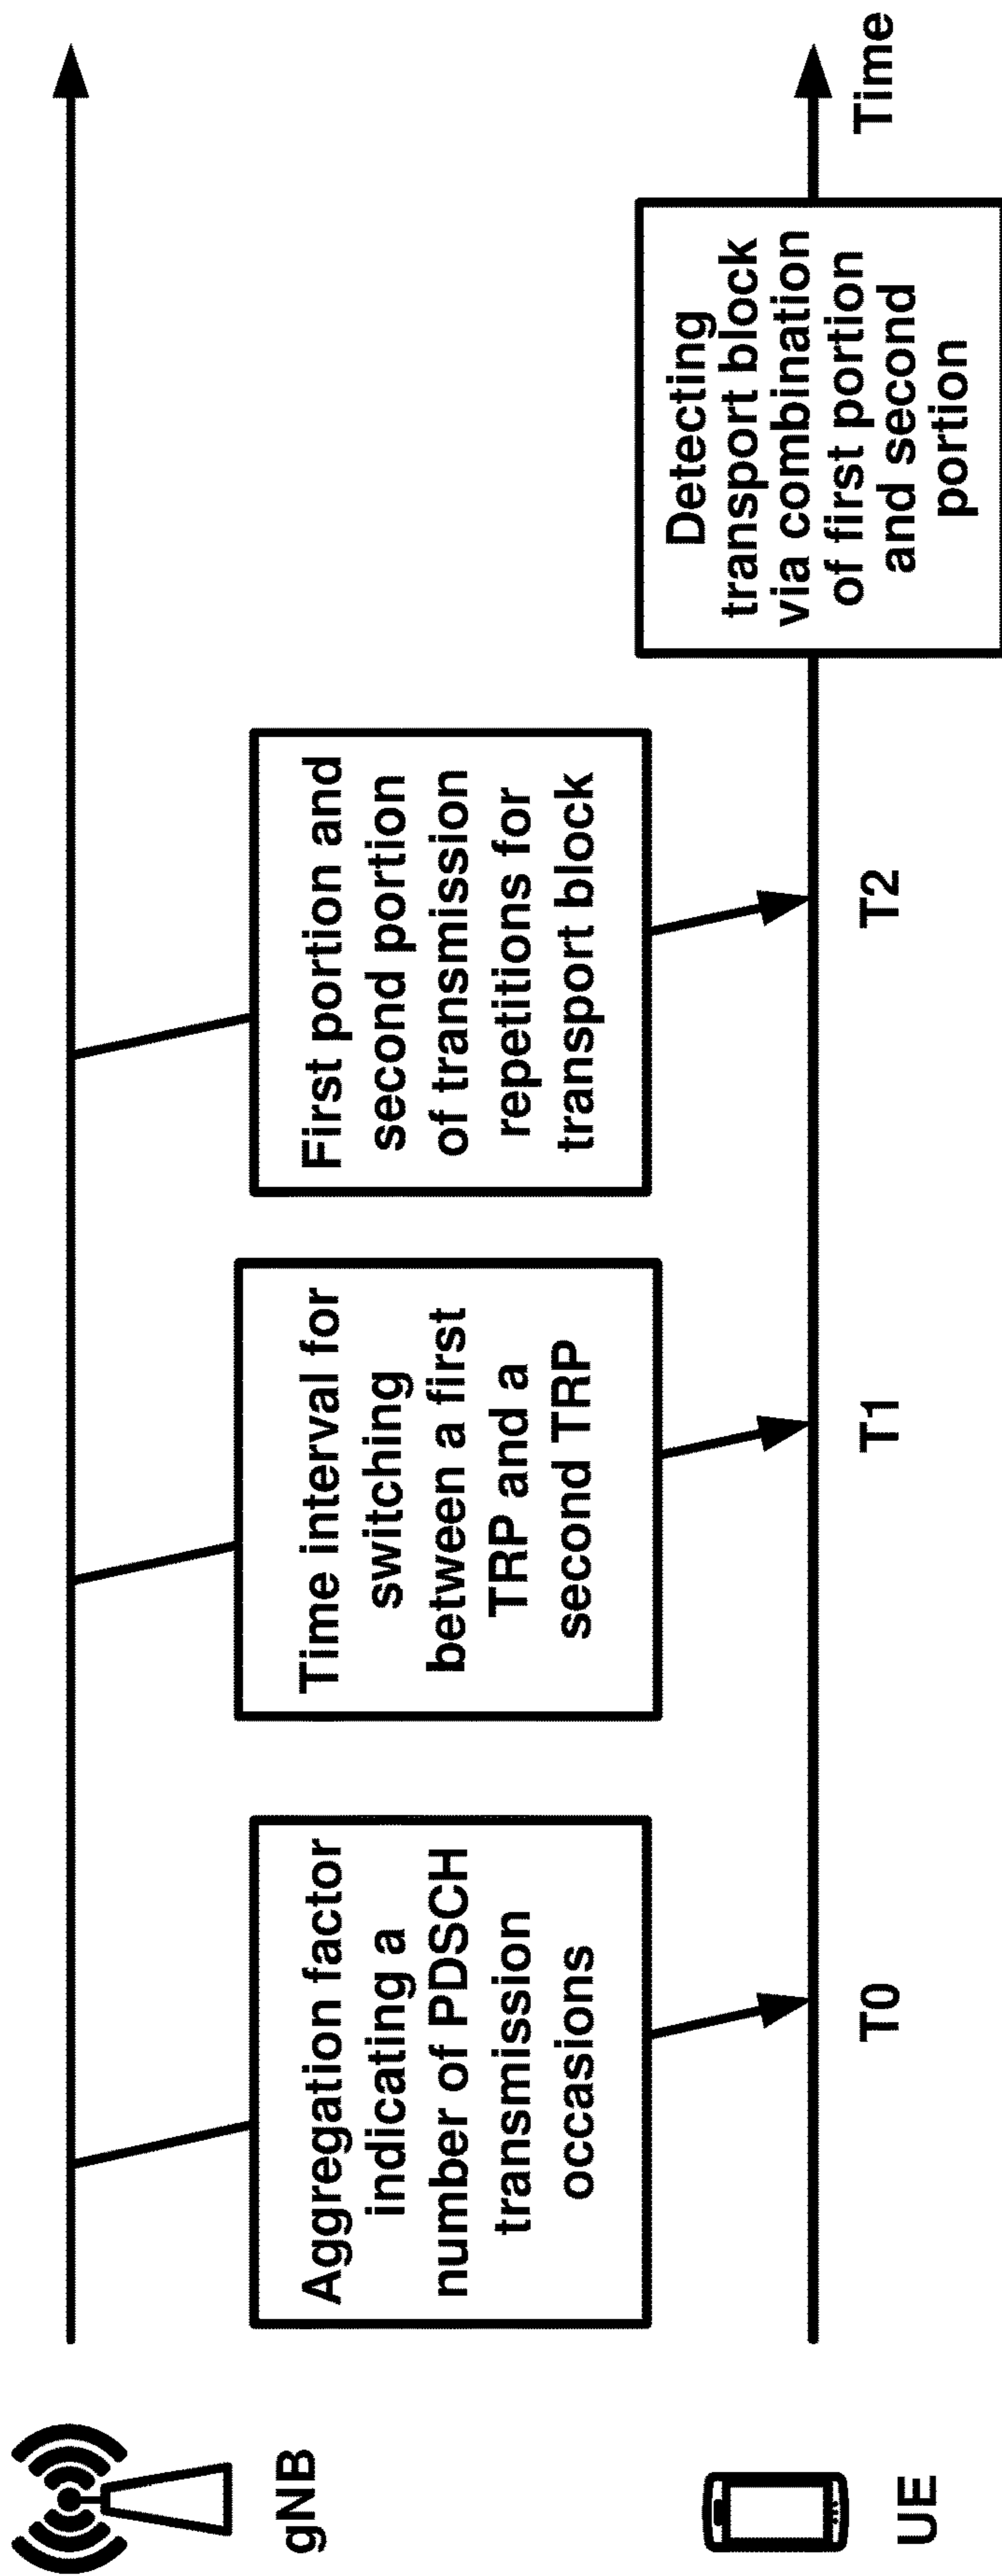 gNB
Aggregation factor
indicating a
number of PDSCH
transmission
occasions
Time interval for
switching
between a first
TRP and a
second TRP
First portion and
second portion
of transmission
repetitions for
transport block
Detecting
transport block
via combination
of first portion
and second
portion
UE
T0
T1
T2
Time